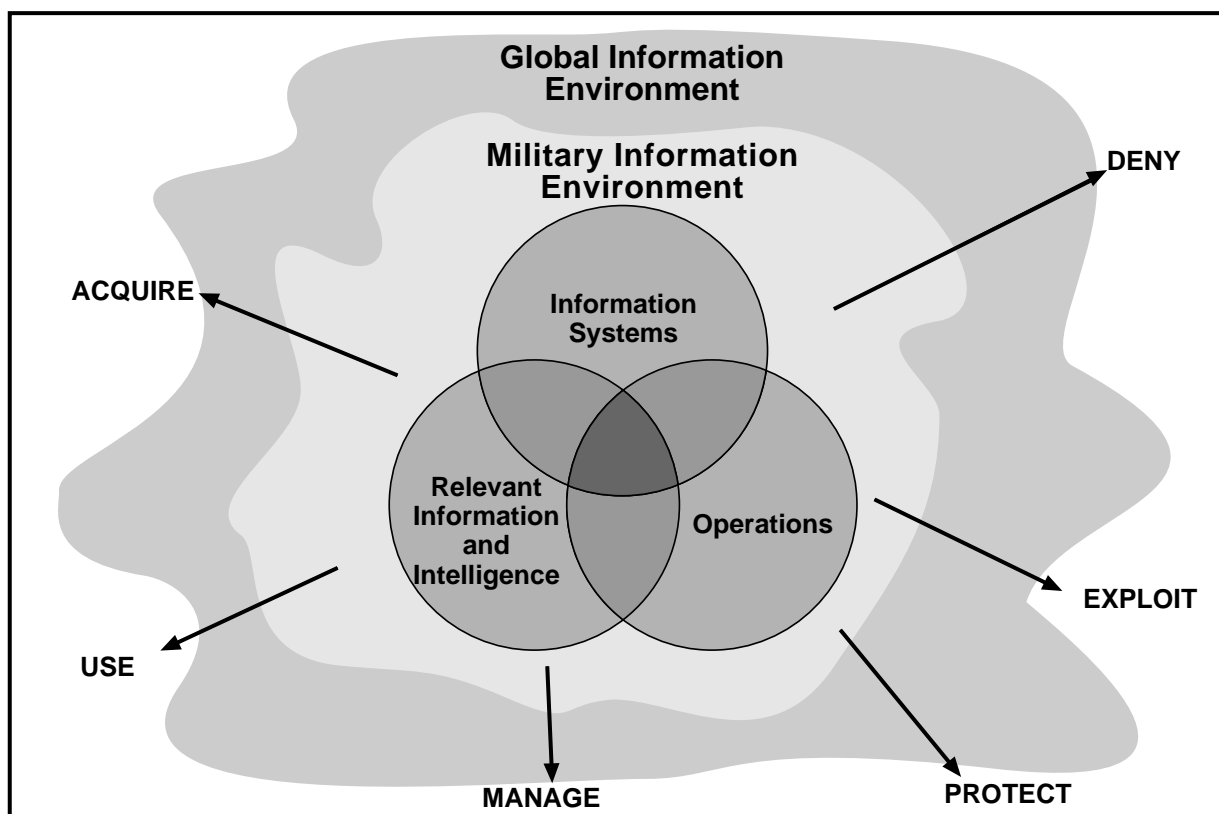 Global Information
Environment
Military Information
Environment
DENY
ACQUIRE
Information
Systems
Relevant
Information
and
Intelligence
Operations
EXPLOIT
USE
MANAGE
PROTECT